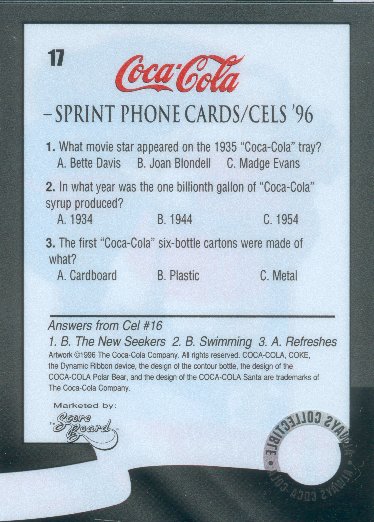 17
Coca-Cola
–SPRINT PHONE CARDS/CELS '96
1. What movie star appeared on the 1935 "Coca-Cola" tray?
A. Bette Davis B. Joan Blondell C. Madge Evans
2. In what year was the one billionth gallon of "Coca-Cola"
syrup produced?
A. 1934 B. 1944 C. 1954
3. The first "Coca-Cola" six-bottle cartons were made of
what?
A. Cardboard B. Plastic C. Metal
Answers from Cel #16
1. B. The New Seekers 2. B. Swimming 3. A. Refreshes
Artwork ©1996 The Coca-Cola Company. All rights reserved. COCA-COLA, COKE,
the Dynamic Ribbon device, the design of the contour bottle, the design of the
COCA-COLA Polar Bear, and the design of the COCA-COLA Santa are trademarks of
The Coca-Cola Company.
Marketed by:
Score
Board
ALWAYS COLLECTIBLE